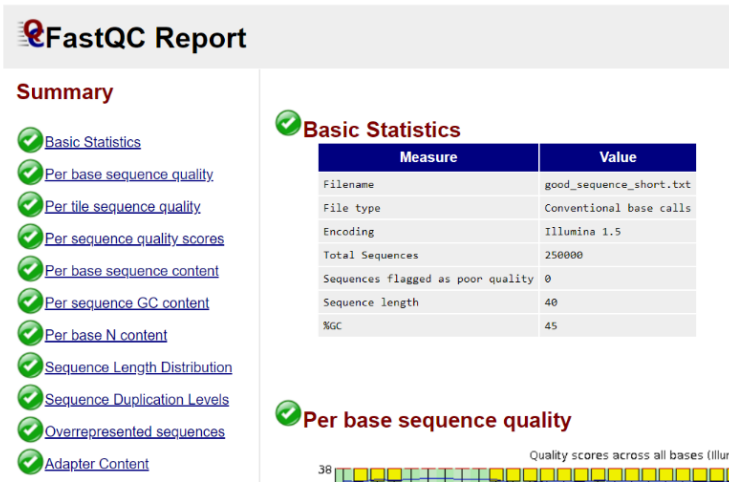 FastQC Report
Summary
Basic Statistics
Per base sequence quality
Per tile sequence quality
Per sequence quality scores
Per base sequence content
Per sequence GC content
Per base N content
Sequence Length Distribution
Sequence Duplication Levels
Overrepresented sequences
Adapter Content
Basic Statistics
Measure Value
Filename good_sequence_short.txt
File type Conventional base calls
Encoding Illumina 1.5
Total Sequences 250000
Sequences flagged as poor quality 0
Sequence length 40
%GC 45
Per base sequence quality
Quality scores across all bases (Illu
38